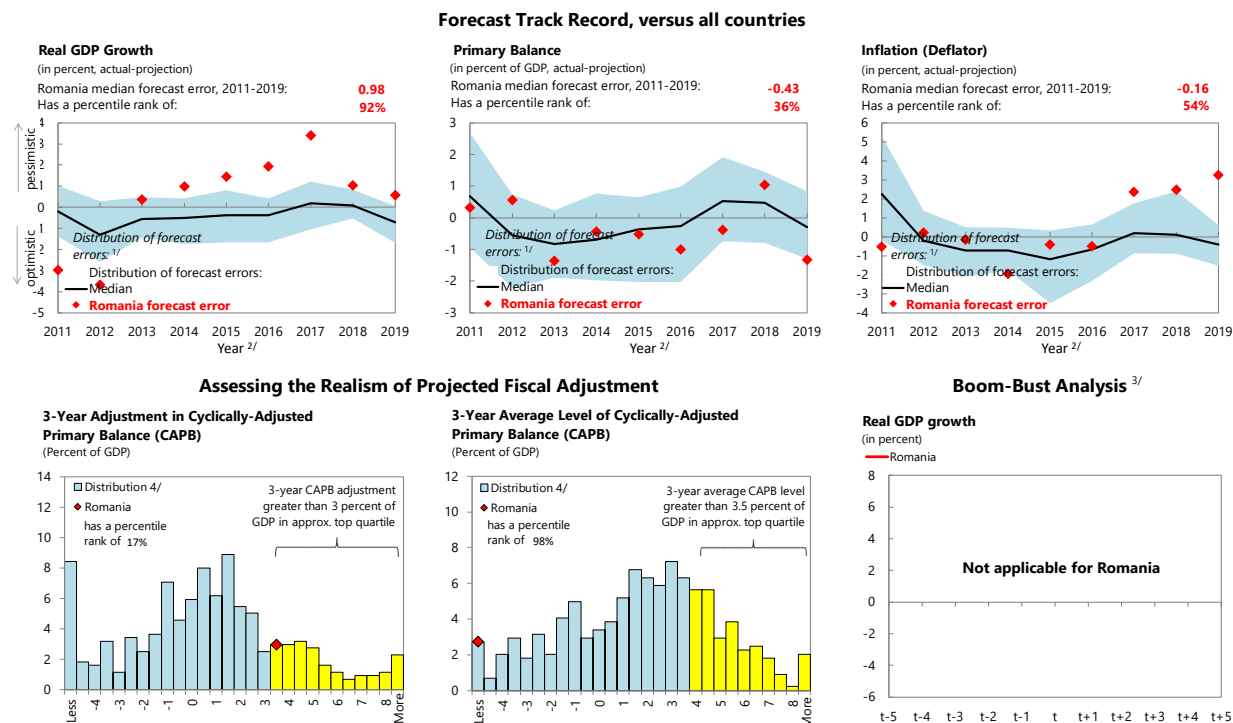 Forecast Track Record, versus all countries
Real GDP Growth
(in percent, actual-projection)
Romania median forecast error, 2011-2019: 0.98
Has a percentile rank of: 92%
pessimistic
optimistic
4
3
2
1
0
-1
-2
-3
-4
-5
Distribution of forecast
errors: 1/
Distribution of forecast errors:
Median
Romania forecast error
2011 2012 2013 2014 2015 2016 2017 2018 2019
Year 2/
Primary Balance
(in percent of GDP, actual-projection)
Romania median forecast error, 2011-2019: -0.43
Has a percentile rank of: 36%
3
2
1
0
-1
-2
-3
Distribution of forecast
errors: 1/
Distribution of forecast errors:
Median
Romania forecast error
2011 2012 2013 2014 2015 2016 2017 2018 2019
Year 2/
Inflation (Deflator)
(in percent, actual-projection)
Romania median forecast error, 2011-2019: -0.16
Has a percentile rank of: 54%
6
5
4
3
2
1
0
-1
-2
-3
-4
Distribution of forecast
errors: 1/
Distribution of forecast errors:
Median
Romania forecast error
2011 2012 2013 2014 2015 2016 2017 2018 2019
Year 2/
Assessing the Realism of Projected Fiscal Adjustment
3-Year Adjustment in Cyclically-Adjusted
Primary Balance (CAPB)
(Percent of GDP)
14
12
10
8
6
4
2
0
Distribution 4/
Romania
has a percentile
rank of 17%
3-year CAPB adjustment
greater than 3 percent of
GDP in approx. top quartile
Less -4 -3 -2 -1 0 1 2 3 4 5 6 7 8 More
3-Year Average Level of Cyclically-Adjusted
Primary Balance (CAPB)
(Percent of GDP)
12
10
8
6
4
2
0
Distribution 4/
Romania
has a percentile
rank of 98%
3-year average CAPB level
greater than 3.5 percent of
GDP in approx. top quartile
Less -4 -3 -2 -1 0 1 2 3 4 5 6 7 8 More
Boom-Bust Analysis 3/
Real GDP growth
(in percent)
Romania
8
6
4
2
0
-2
-4
-6
Not applicable for Romania
t-5 t-4 t-3 t-2 t-1 t t+1 t+2 t+3 t+4 t+5